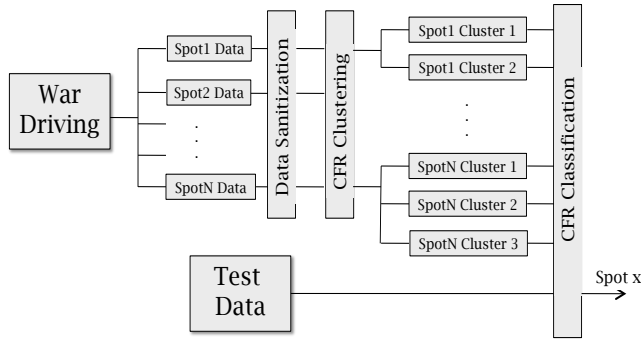 War
Driving
Spot1 Data
Spot2 Data
SpotN Data
Data Sanitization
CFR Clustering
Spot1 Cluster 1
Spot1 Cluster 2
SpotN Cluster 1
SpotN Cluster 2
SpotN Cluster 3
CFR Classification
Test
Data
Spot x